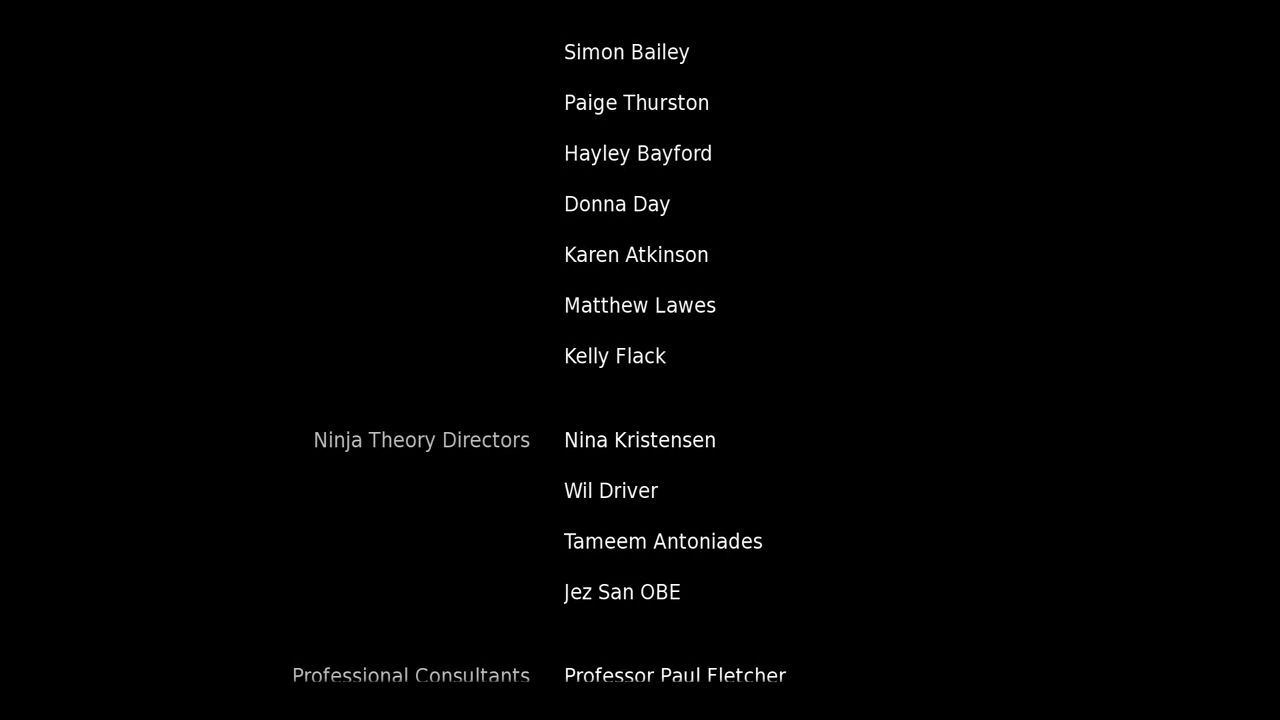 Simon Bailey
Paige Thurston
Hayley Bayford
Donna Day
Karen Atkinson
Matthew Lawes
Kelly Flack
Ninja Theory Directors Nina Kristensen
Wil Driver
Tameem Antoniades
Jez San OBE
Professional Consultants Professor Paul Fletcher